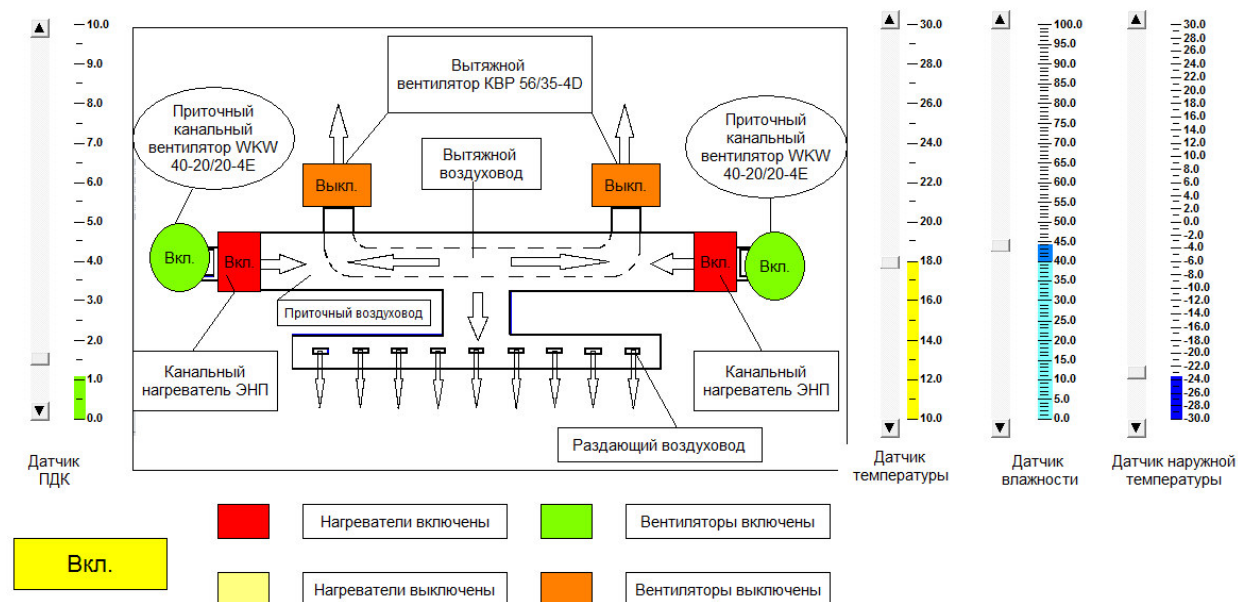 10.0
9.0
8.0
7.0
6.0
5.0
4.0
3.0
2.0
1.0
0.0
Датчик
ПДК
Вытяжной
вентилятор КВР 56/35-4D
Приточный
канальный
вентилятор WKW
40-20/20-4E
Вытяжной
воздуховод
Приточный
канальный
вентилятор WKW
40-20/20-4E
Выкл.
Выкл.
Вкл.
Вкл.
Вкл.
Вкл.
Приточный воздуховод
Канальный
нагреватель ЭНП
Канальный
нагреватель ЭНП
Раздающий воздуховод
30.0
28.0
26.0
24.0
22.0
20.0
18.0
16.0
14.0
12.0
10.0
Датчик
температуры
100.0
95.0
90.0
85.0
80.0
75.0
70.0
65.0
60.0
55.0
50.0
45.0
40.0
35.0
30.0
25.0
20.0
15.0
10.0
5.0
0.0
Датчик
влажности
30.0
28.0
26.0
24.0
22.0
20.0
18.0
16.0
14.0
12.0
10.0
8.0
6.0
4.0
2.0
0.0
-2.0
-4.0
-6.0
-8.0
-10.0
-12.0
-14.0
-16.0
-18.0
-20.0
-22.0
-24.0
-26.0
-28.0
-30.0
Датчик наружной
температуры
Нагреватели включены
Вентиляторы включены
Вкл.
Нагреватели выключены
Вентиляторы выключены